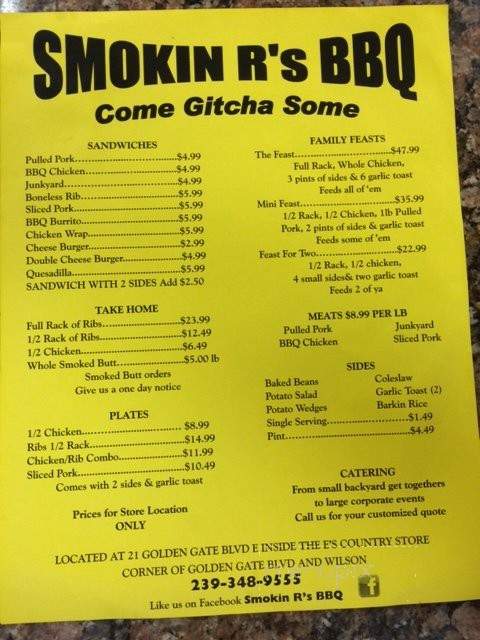 SMOKIN R's BBQ
Come Gitcha Some
SANDWICHES
Pulled Pork.............................$4.99
BBQ Chicken..........................$4.99
Junkyard................................$4.99
Boneless Rib..........................$5.99
Sliced Pork.............................$5.99
BBQ Burrito...........................$5.99
Chicken Wrap........................$5.99
Cheese Burger........................$2.99
Double Cheese Burger............$4.99
Quesadilla..............................$5.99
SANDWICH WITH 2 SIDES Add $2.50
TAKE HOME
Full Rack of Ribs....................$23.99
1/2 Rack of Ribs.....................$12.49
1/2 Chicken...........................$6.49
Whole Smoked Butt................$5.00 lb
Smoked Butt orders
Give us a one day notice
PLATES
1/2 Chicken.......................... $8.99
Ribs 1/2 Rack.........................$14.99
Chicken/Rib Combo................$11.99
Sliced Pork.............................$10.49
Comes with 2 sides & garlic toast
Prices for Store Location
ONLY
FAMILY FEASTS
The Feast..........................$47.99
Full Rack, Whole Chicken,
3 pints of sides & 6 garlic toast
Feeds all of 'em
Mini Feast.........................$35.99
1/2 Rack, 1/2 Chicken, 1lb Pulled
Pork, 2 pints of sides & garlic toast
Feeds some of 'em
Feast For Two.....................$22.99
1/2 Rack, 1/2 chicken,
4 small sides& two garlic toast
Feeds 2 of ya
MEATS $8.99 PER LB
Pulled Pork Junkyard
BBQ Chicken Sliced Pork
SIDES
Baked Beans Coleslaw
Potato Salad Garlic Toast (2)
Potato Wedges Barkin Rice
Single Serving.......................$1.49
Pint....................................$4.49
CATERING
From small backyard get togethers
to large corporate events
Call us for your customized quote
LOCATED AT 21 GOLDEN GATE BLVD E INSIDE THE E'S COUNTRY STORE
CORNER OF GOLDEN GATE BLVD AND WILSON
239-348-9555
Like us on Facebook Smokin R's BBQ f